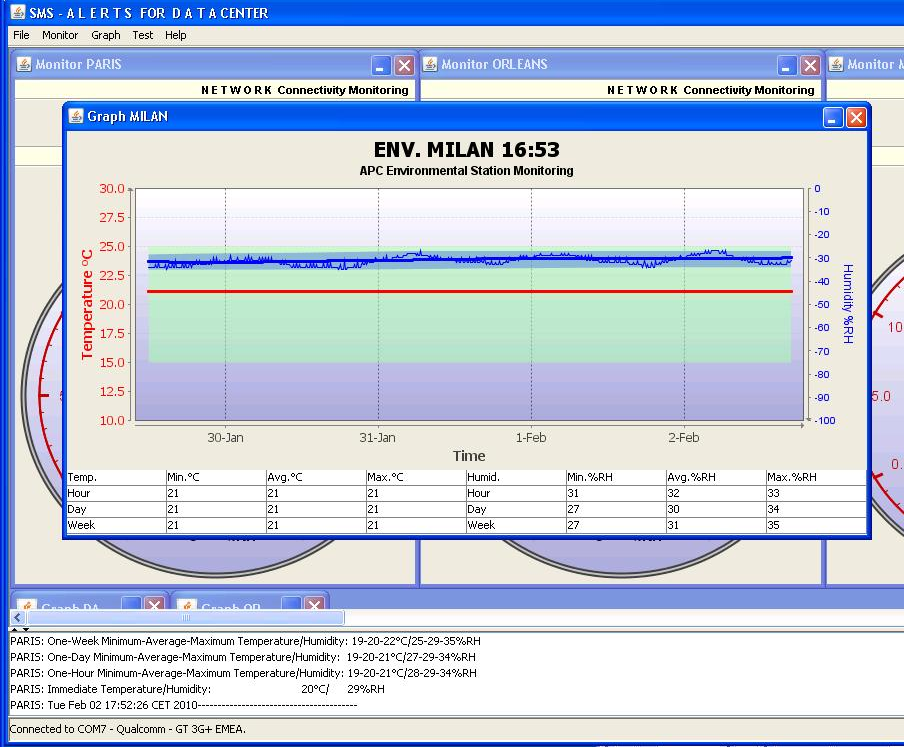 SMS - A L E R T S FOR D A T A CENTER
File Monitor Graph Test Help
Monitor PARIS
Monitor ORLEANS
Monitor M
N E T W O R K Connectivity Monitoring
N E T W O R K Connectivity Monitoring
Graph MILAN
ENV. MILAN 16:53
APC Environmental Station Monitoring
30.0
27.5
25.0
22.5
20.0
17.5
15.0
12.5
10.0
Temperature °C
0
-10
-20
-30
-40
-50
-60
-70
-80
-90
-100
Humidity %RH
30-Jan 31-Jan 1-Feb 2-Feb
Time
Temp. Min.°C Avg.°C Max.°C Humid. Min.%RH Avg.%RH Max.%RH
Hour 21 21 21 Hour 31 32 33
Day 21 21 21 Day 27 30 34
Week 21 21 21 Week 27 31 35
10
5.0
0.
Graph DA
Graph OR
PARIS: One-Week Minimum-Average-Maximum Temperature/Humidity: 19-20-22°C/25-29-35%RH
PARIS: One-Day Minimum-Average-Maximum Temperature/Humidity: 19-20-21°C/27-29-34%RH
PARIS: One-Hour Minimum-Average-Maximum Temperature/Humidity: 19-20-21°C/28-29-34%RH
PARIS: Immediate Temperature/Humidity: 20°C/ 29%RH
PARIS: Tue Feb 02 17:52:26 CET 2010----------------------------------------
Connected to COM7 - Qualcomm - GT 3G+ EMEA.